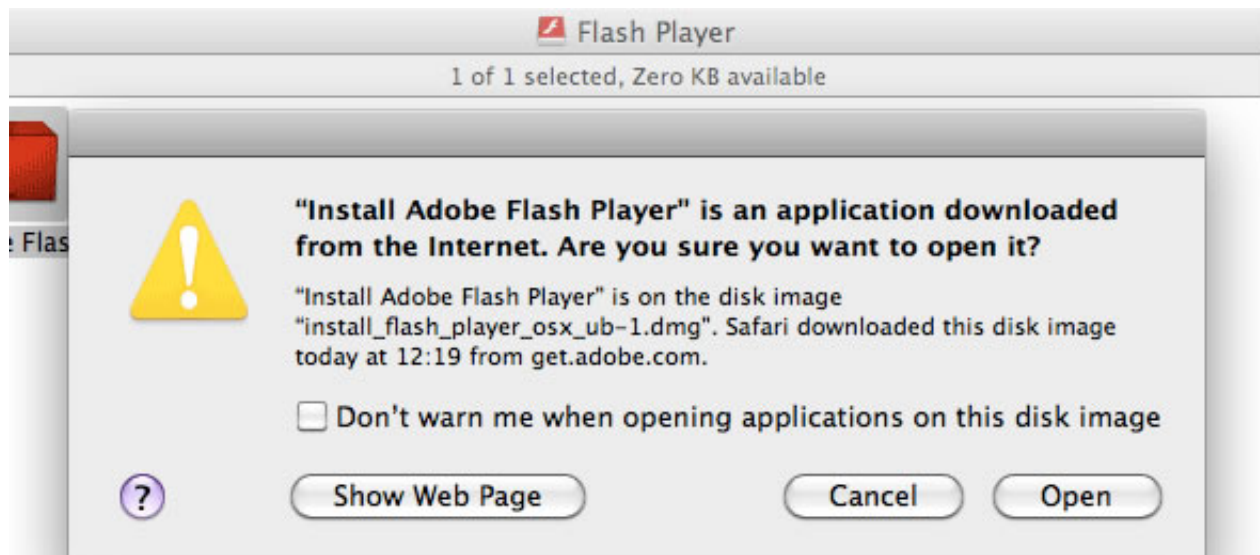 Flash Player
1 of 1 selected, Zero KB available
“Install Adobe Flash Player” is an application downloaded
from the Internet. Are you sure you want to open it?
: Flas
“Install Adobe Flash Player” is on the disk image
“install_flash_player_osx_ub-1.dmg”. Safari downloaded this disk image
today at 12:19 from get.adobe.com.
Don’t warn me when opening applications on this disk image
? Show Web Page Cancel Open